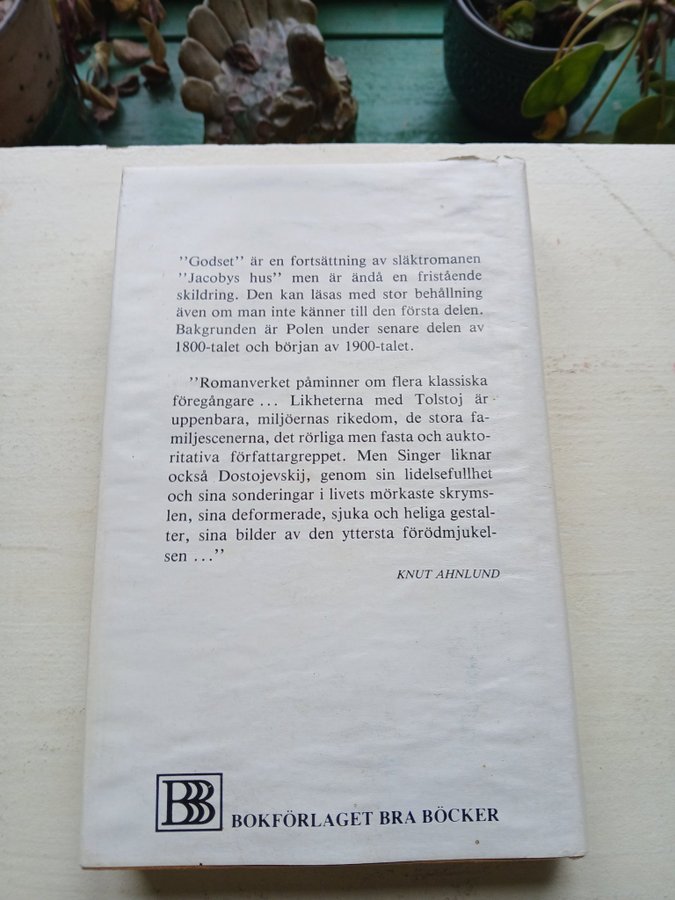 ''Godset'' är en fortsättning av släktromanen
''Jacobys hus'' men är ändå en fristående
skildring. Den kan läsas med stor behållning
även om man inte känner till den första delen.
Bakgrunden är Polen under senare delen av
1800-talet och början av 1900-talet.
''Romanverket påminner om flera klassiska
föregångare ... Likheterna med Tolstoj är
uppenbara, miljöernas rikedom, de stora fa-
miljescenerna, det rörliga men fasta och aukto-
ritativa författargreppet. Men Singer liknar
också Dostojevskij, genom sin lidelsefullhet
och sina sonderingar i livets mörkaste skryms-
len, sina deformerade, sjuka och heliga gestal-
ter, sina bilder av den yttersta förödmjukel-
sen ...''
KNUT AHNLUND
BBB BOKFÖRLAGET BRA BÖCKER